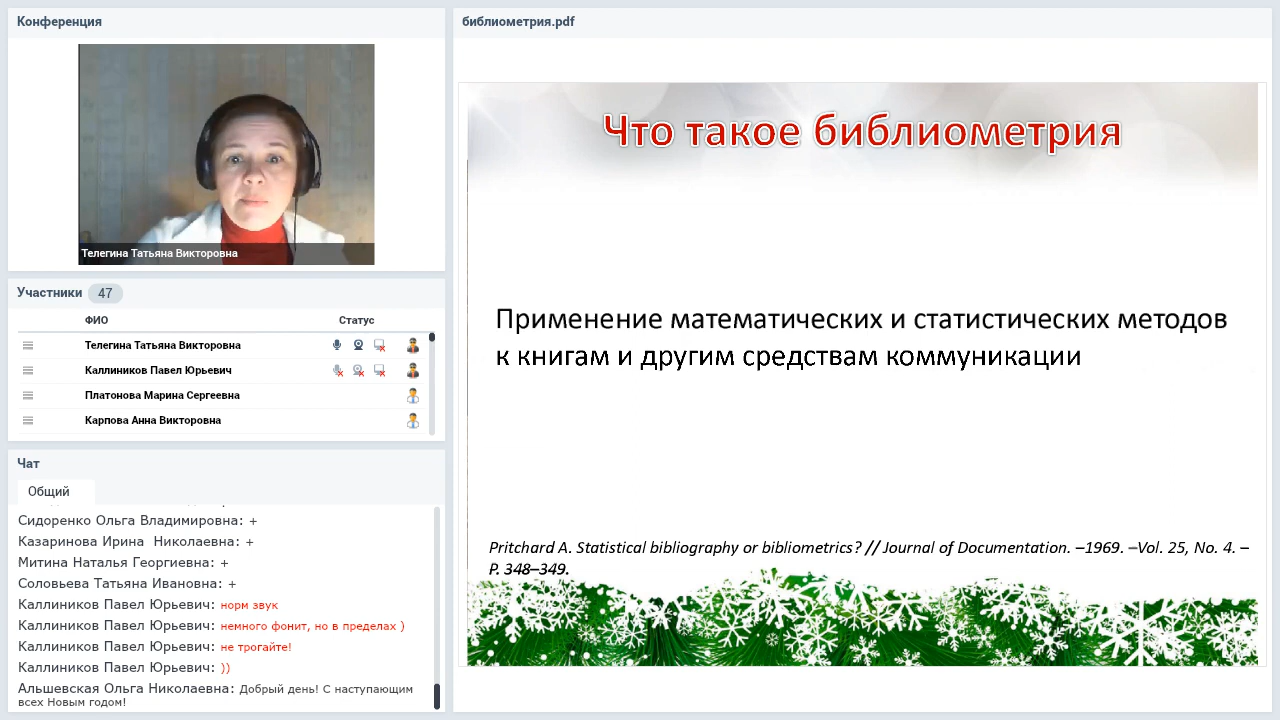 Конференция
Телегина Татьяна Викторовна
Участники 47
ФИО Статус
Телегина Татьяна Викторовна
Каллиников Павел Юрьевич
Платонова Марина Сергеевна
Карпова Анна Викторовна
Чат
Общий
Сидоренко Ольга Владимировна: +
Казаринова Ирина  Николаевна: +
Митина Наталья Георгиевна: +
Соловьева Татьяна Ивановна: +
Каллиников Павел Юрьевич: норм звук
Каллиников Павел Юрьевич: немного фонит, но в пределах )
Каллиников Павел Юрьевич: не трогайте!
Каллиников Павел Юрьевич: ))
Альшевская Ольга Николаевна: Добрый день! С наступающим
всех Новым годом!
библиометрия.pdf
Что такое библиометрия
Применение математических и статистических методов
к книгам и другим средствам коммуникации
Pritchard A. Statistical bibliography or bibliometrics? // Journal of Documentation. –1969. –Vol. 25, No. 4. –
P. 348–349.